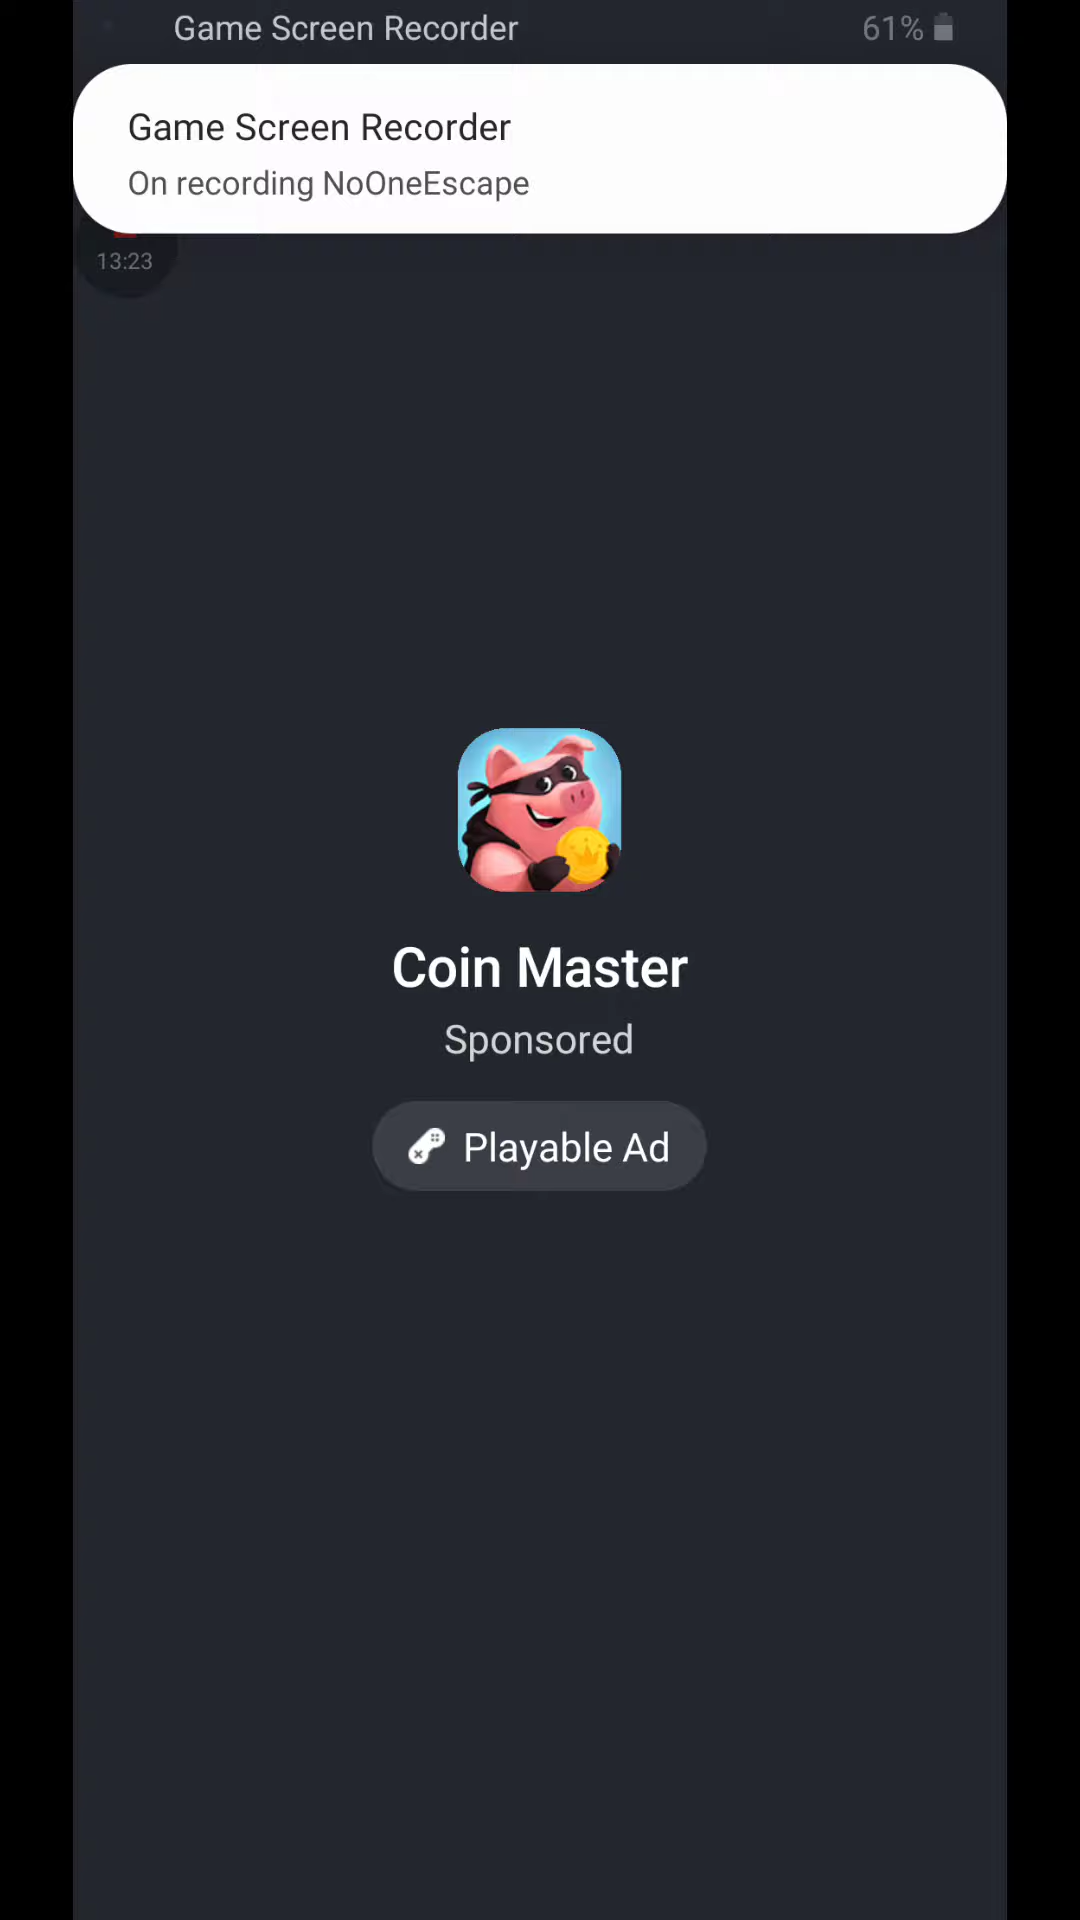 Game Screen Recorder
61%
Game Screen Recorder
On recording NoOneEscape
13:23
Coin Master
Sponsored
Playable Ad